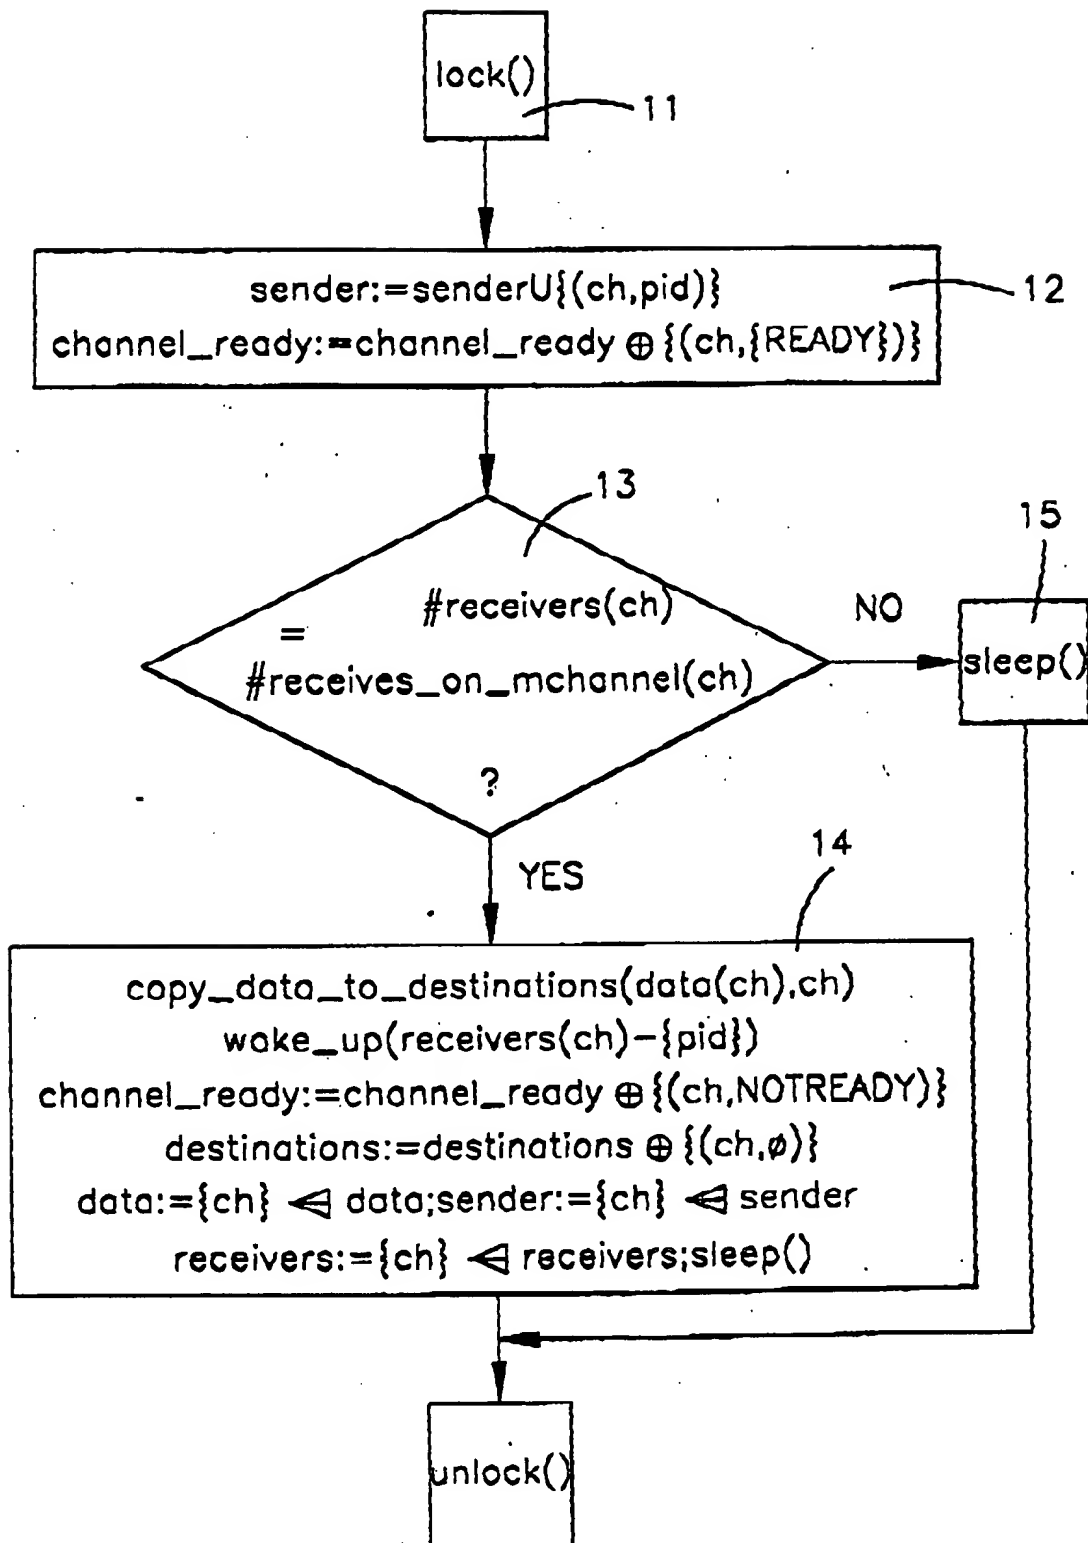 lock()
11
sender:=senderU{(ch,pid)}
12
channel_ready:=channel_ready ⊕ {(ch,{READY})}
13
15
#receivers(ch)
NO
=
sleep()
#receives_on_mchannel(ch)
?
14
YES
copy_data_to_destinations(data(ch),ch)
wake_up(receivers(ch)-{pid})
channel_ready:=channel_ready ⊕ {(ch,NOTREADY)}
destinations:=destinations ⊕ {(ch,ø)}
data:={ch} ⩤ data;sender:={ch} ⩤ sender
receivers:={ch} ⩤ receivers;sleep()
unlock()